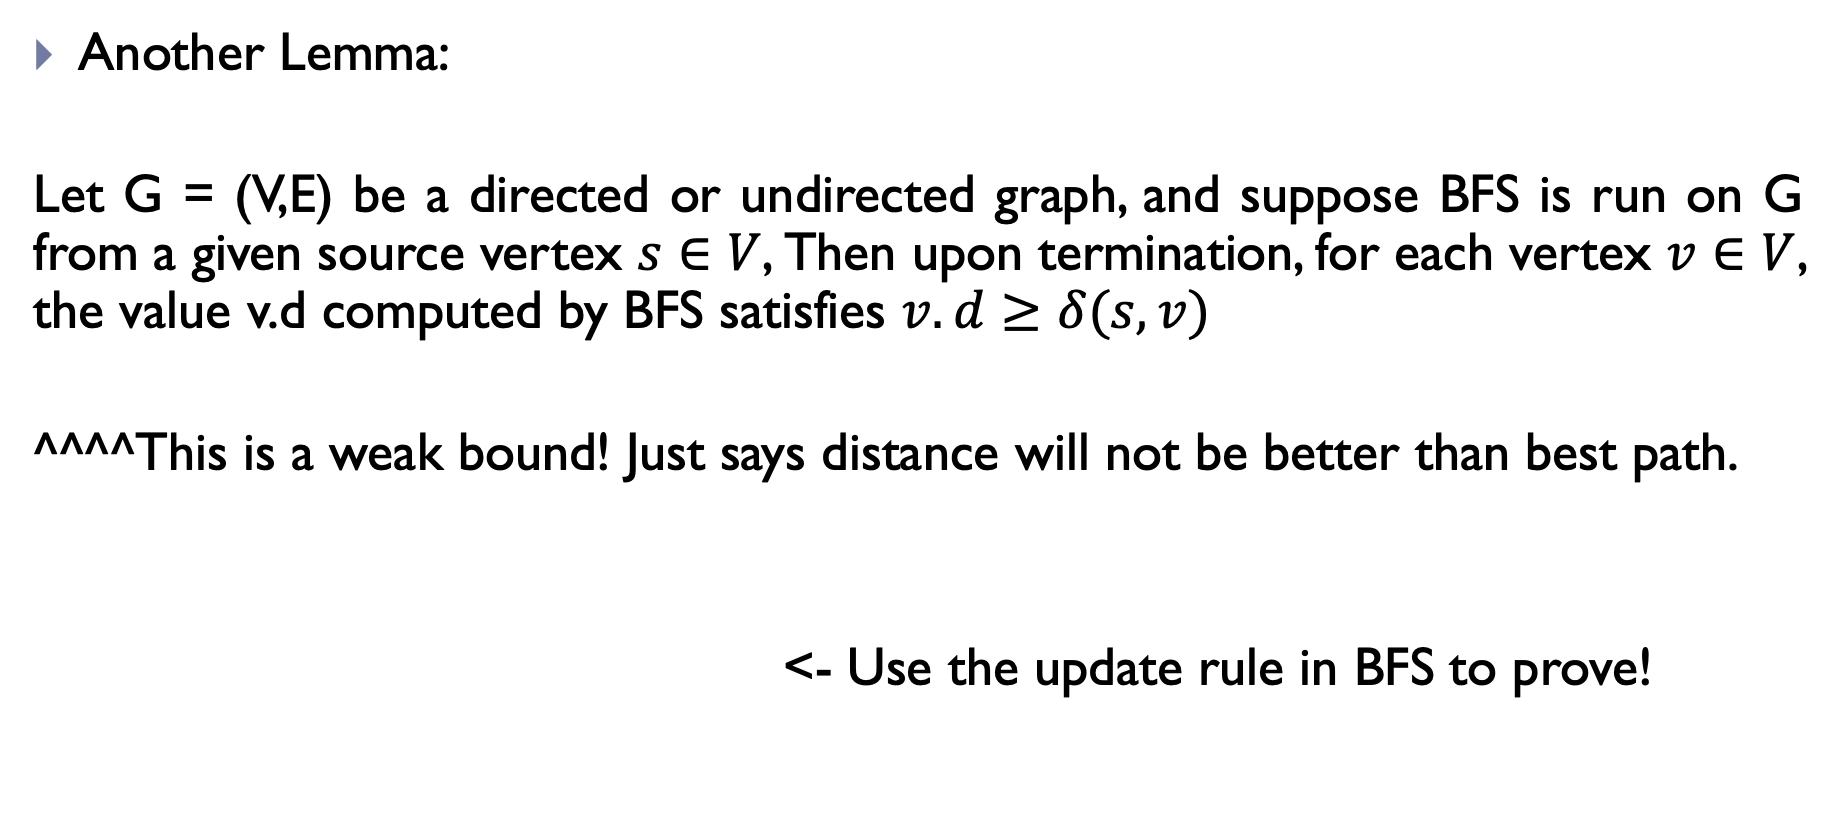 Another Lemma:
Let G = (V,E) be a directed or undirected graph, and suppose BFS is run on G
from a given source vertex s ∈ V, Then upon termination, for each vertex v ∈ V,
the value v.d computed by BFS satisfies v. d ≥ δ(s, v)
^^^^This is a weak bound! Just says distance will not be better than best path.
<- Use the update rule in BFS to prove!